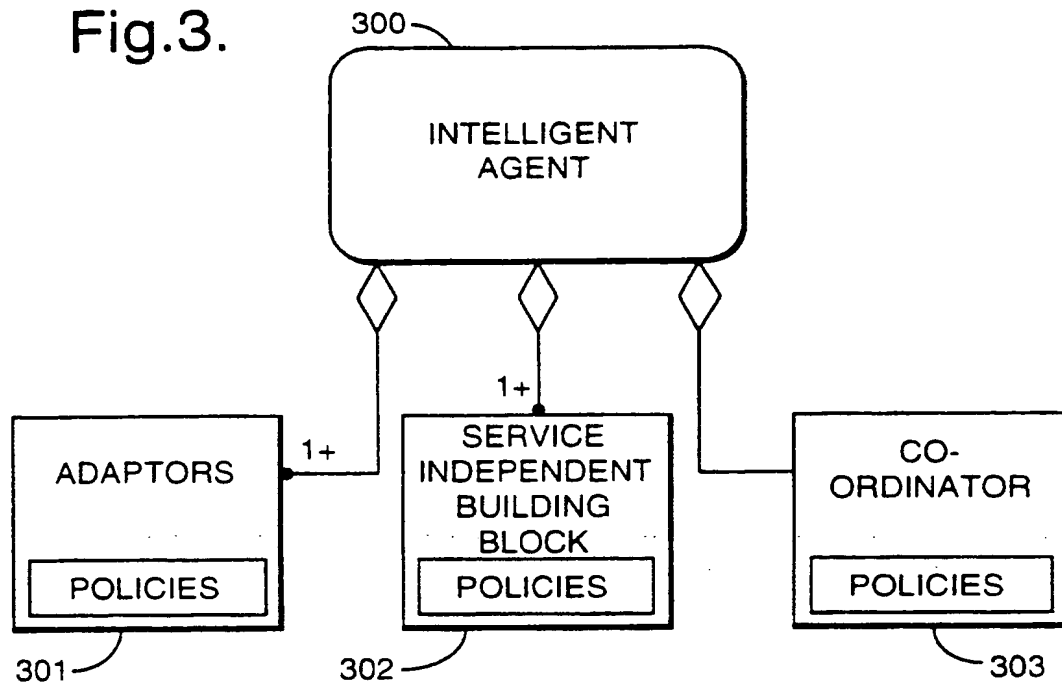 Fig.3.
300
INTELLIGENT
AGENT
1+
1+
ADAPTORS
POLICIES
301
SERVICE
INDEPENDENT
BUILDING
BLOCK
POLICIES
302
CO-
ORDINATOR
POLICIES
303